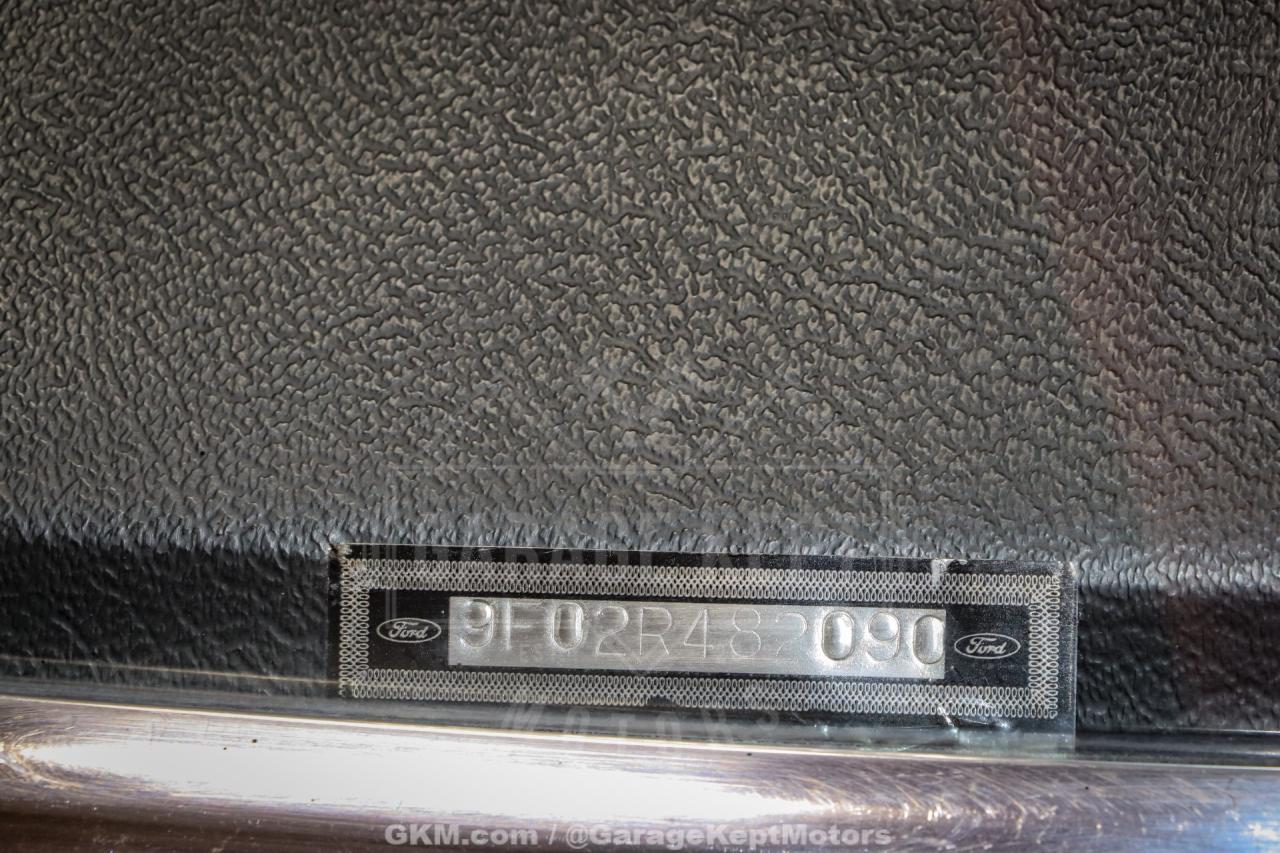 Ford 9F02R482090 Ford
GKM.com / @GarageKeptMotors